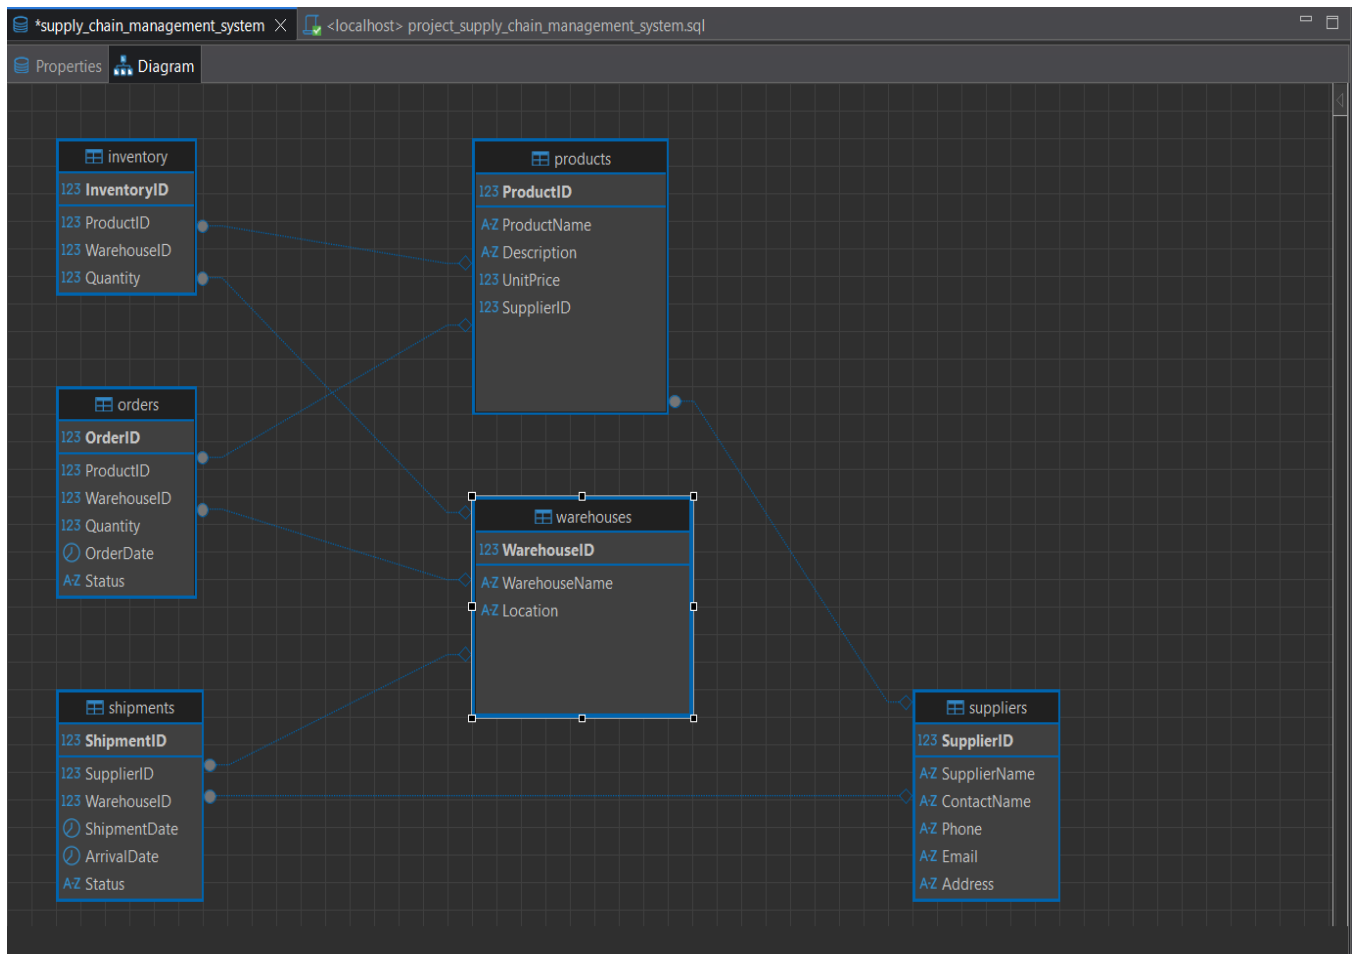 *supply_chain_management_system
<localhost> project_supply_chain_management_system.sql
Properties
Diagram
inventory
123 InventoryID
123 ProductID
123 WarehouseID
123 Quantity
products
123 ProductID
A-Z ProductName
A-Z Description
123 UnitPrice
123 SupplierID
orders
123 OrderID
123 ProductID
123 WarehouseID
123 Quantity
OrderDate
A-Z Status
warehouses
123 WarehouseID
A-Z WarehouseName
A-Z Location
shipments
123 ShipmentID
123 SupplierID
123 WarehouseID
ShipmentDate
ArrivalDate
A-Z Status
suppliers
123 SupplierID
A-Z SupplierName
A-Z ContactName
A-Z Phone
A-Z Email
A-Z Address